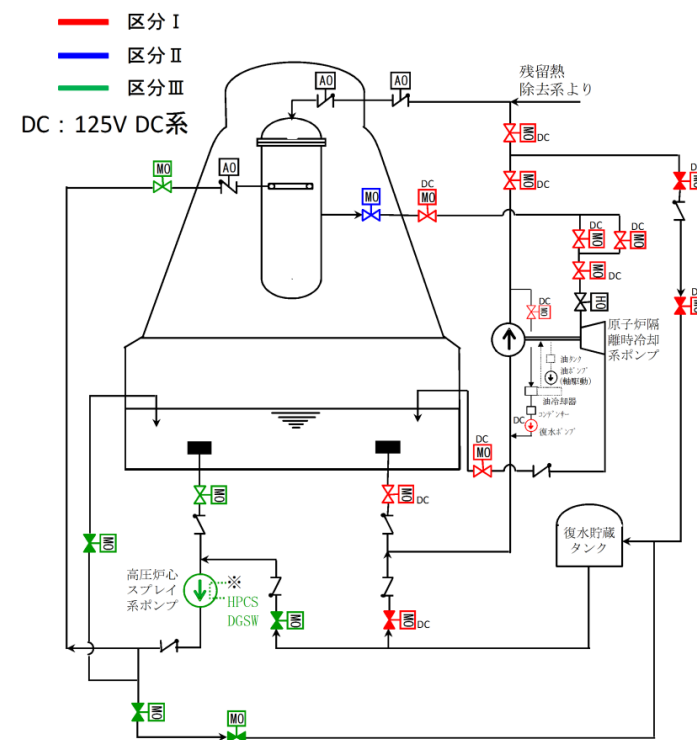 区分Ⅰ
区分Ⅱ
区分Ⅲ
DC：125V DC系
残留熱
除去系より
AO
AO
MO
DC
MO
DC
D
MO
AO
MO
DC
MO
DC
MO
DC
MO
MO
DC
HO
DC
MO
D
MO
原子炉隔
離時冷却
系ポンプ
油タンク
油ポンプ
(軸駆動)
油冷却器
コンデンサー
DC
復水ポンプ
DC
MO
MO
MO
DC
MO
復水貯蔵
タンク
高圧炉心
スプレイ
系ポンプ
※
HPCS
DGSW
MO
MO
DC
MO
MO